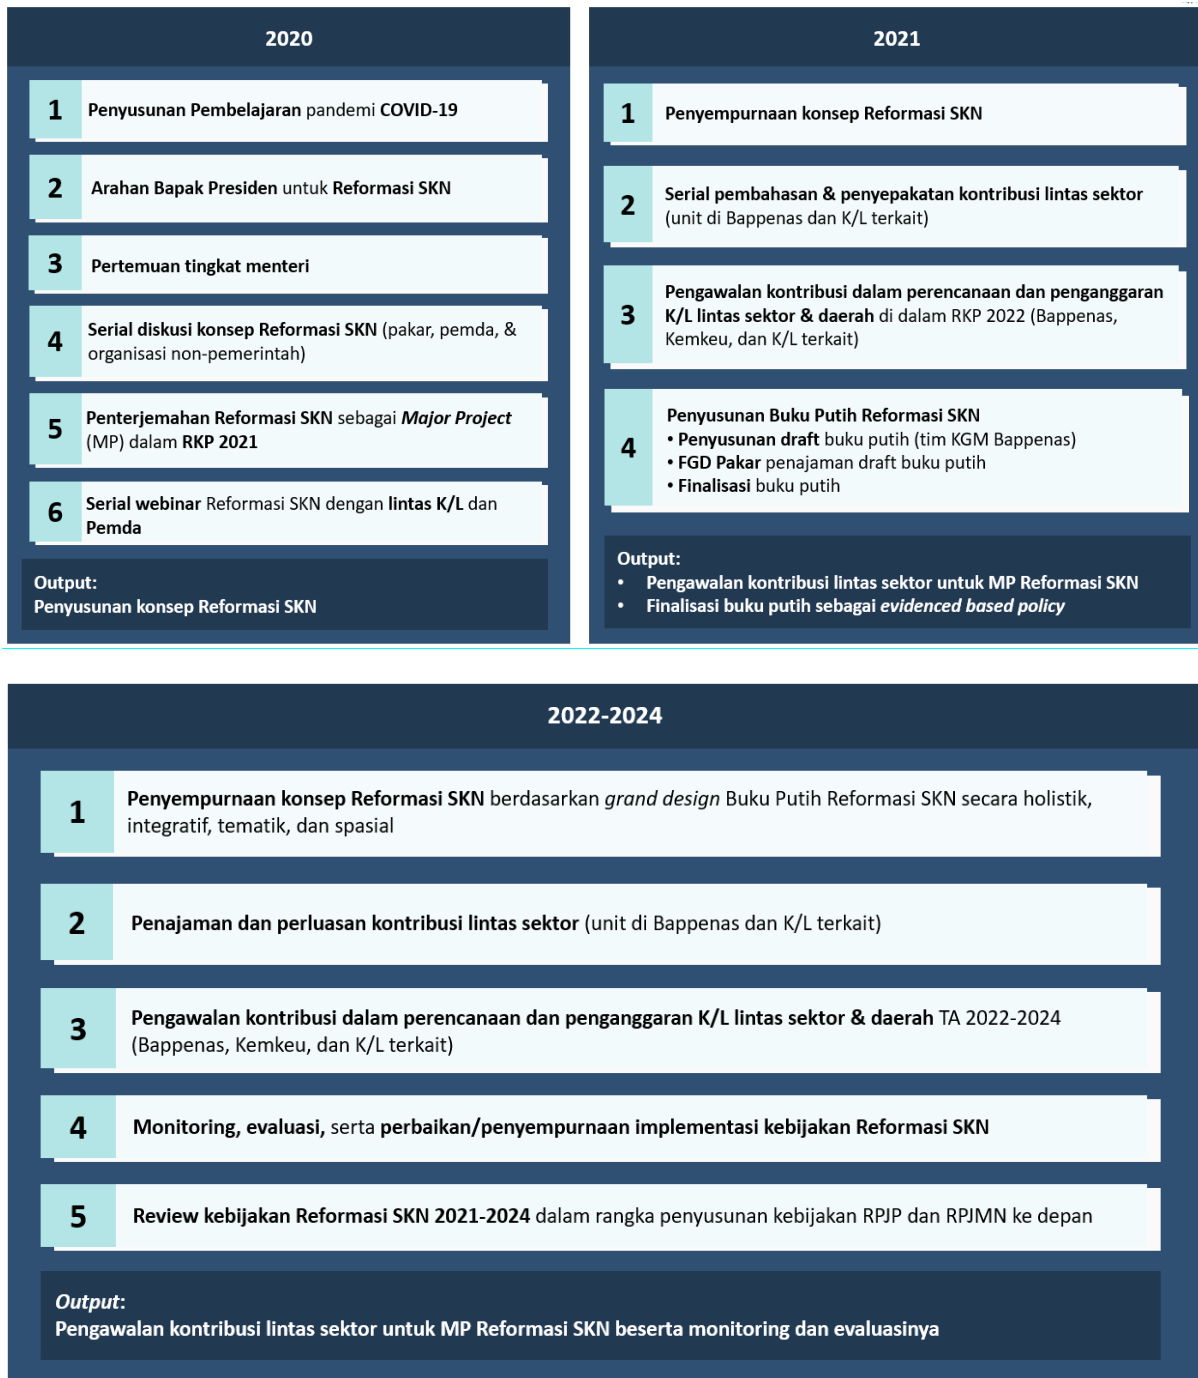 2020
1
Penyusunan Pembelajaran pandemi COVID-19
2
Arahan Bapak Presiden untuk Reformasi SKN
3
Pertemuan tingkat menteri
4
Serial diskusi konsep Reformasi SKN (pakar, pemda, &
organisasi non-pemerintah)
5
Penterjemahan Reformasi SKN sebagai Major Project
(MP) dalam RKP 2021
6
Serial webinar Reformasi SKN dengan lintas K/L dan
Pemda
Output:
Penyusunan konsep Reformasi SKN
2021
1
Penyempurnaan konsep Reformasi SKN
2
Serial pembahasan & penyepakatan kontribusi lintas sektor
(unit di Bappenas dan K/L terkait)
3
Pengawalan kontribusi dalam perencanaan dan penganggaran
K/L lintas sektor & daerah di dalam RKP 2022 (Bappenas,
Kemkeu, dan K/L terkait)
4
Penyusunan Buku Putih Reformasi SKN
• Penyusunan draft buku putih (tim KGM Bappenas)
• FGD Pakar penajaman draft buku putih
• Finalisasi buku putih
Output:
• Pengawalan kontribusi lintas sektor untuk MP Reformasi SKN
• Finalisasi buku putih sebagai evidenced based policy
2022-2024
1
Penyempurnaan konsep Reformasi SKN berdasarkan grand design Buku Putih Reformasi SKN secara holistik,
integratif, tematik, dan spasial
2
Penajaman dan perluasan kontribusi lintas sektor (unit di Bappenas dan K/L terkait)
3
Pengawalan kontribusi dalam perencanaan dan penganggaran K/L lintas sektor & daerah TA 2022-2024
(Bappenas, Kemkeu, dan K/L terkait)
4
Monitoring, evaluasi, serta perbaikan/penyempurnaan implementasi kebijakan Reformasi SKN
5
Review kebijakan Reformasi SKN 2021-2024 dalam rangka penyusunan kebijakan RPJP dan RPJMN ke depan
Output:
Pengawalan kontribusi lintas sektor untuk MP Reformasi SKN beserta monitoring dan evaluasinya